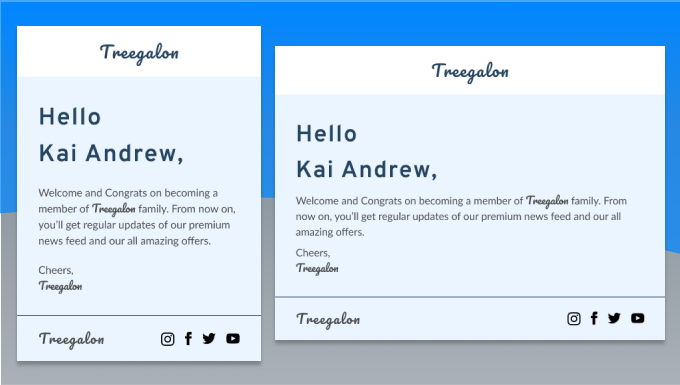 Treegalon
Hello
Kai Andrew,
Welcome and Congrats on becoming a
member of Treegalon family. From now on,
you'll get regular updates of our premium
news feed and our all amazing offers.
Cheers,
Treegalon
Treegalon
Treegalon
Hello
Kai Andrew,
Welcome and Congrats on becoming a member of Treegalon family. From
now on, you'll get regular updates of our premium news feed and our all
amazing offers.
Cheers,
Treegalon
Treegalon